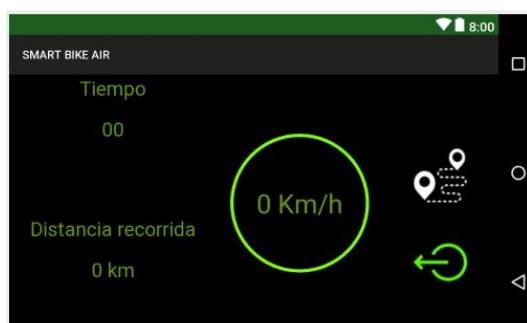 8:00
SMART BIKE AIR
Tiempo
00
0 Km/h
Distancia recorrida
0 km